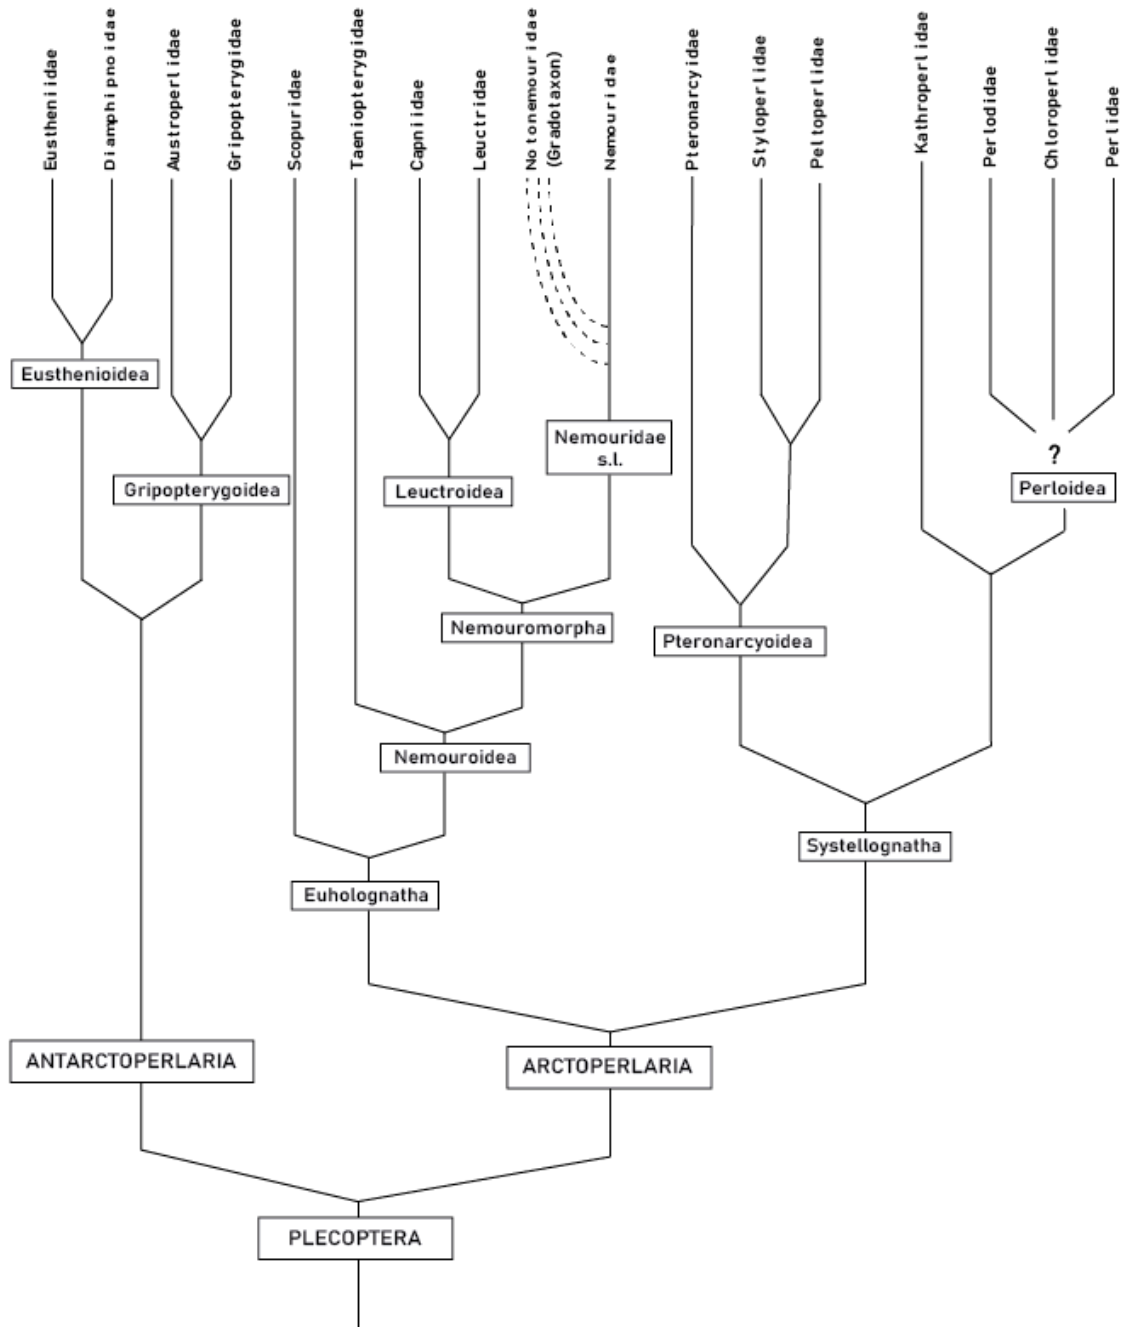 Eustheniidae
Diamphipnoidae
Austroperlidae
Gripopterygidae
Scopuridae
Taeniopterygidae
Capniidae
Leuctridae
Notonemouridae
(Gradotaxon)
Nemouridae
Pteronarcyidae
Styloperlidae
Peltoperlidae
Kathroperlidae
Perlodidae
Chloroperlidae
Perlidae
Eusthenioidea
Gripopterygoidea
Leuctroidea
Nemouridae
s.l.
?
Perloidea
Nemouromorpha
Pteronarcyoidea
Nemouroidea
Systellognatha
Euholognatha
ANTARCTOPERLARIA
ARCTOPERLARIA
PLECOPTERA